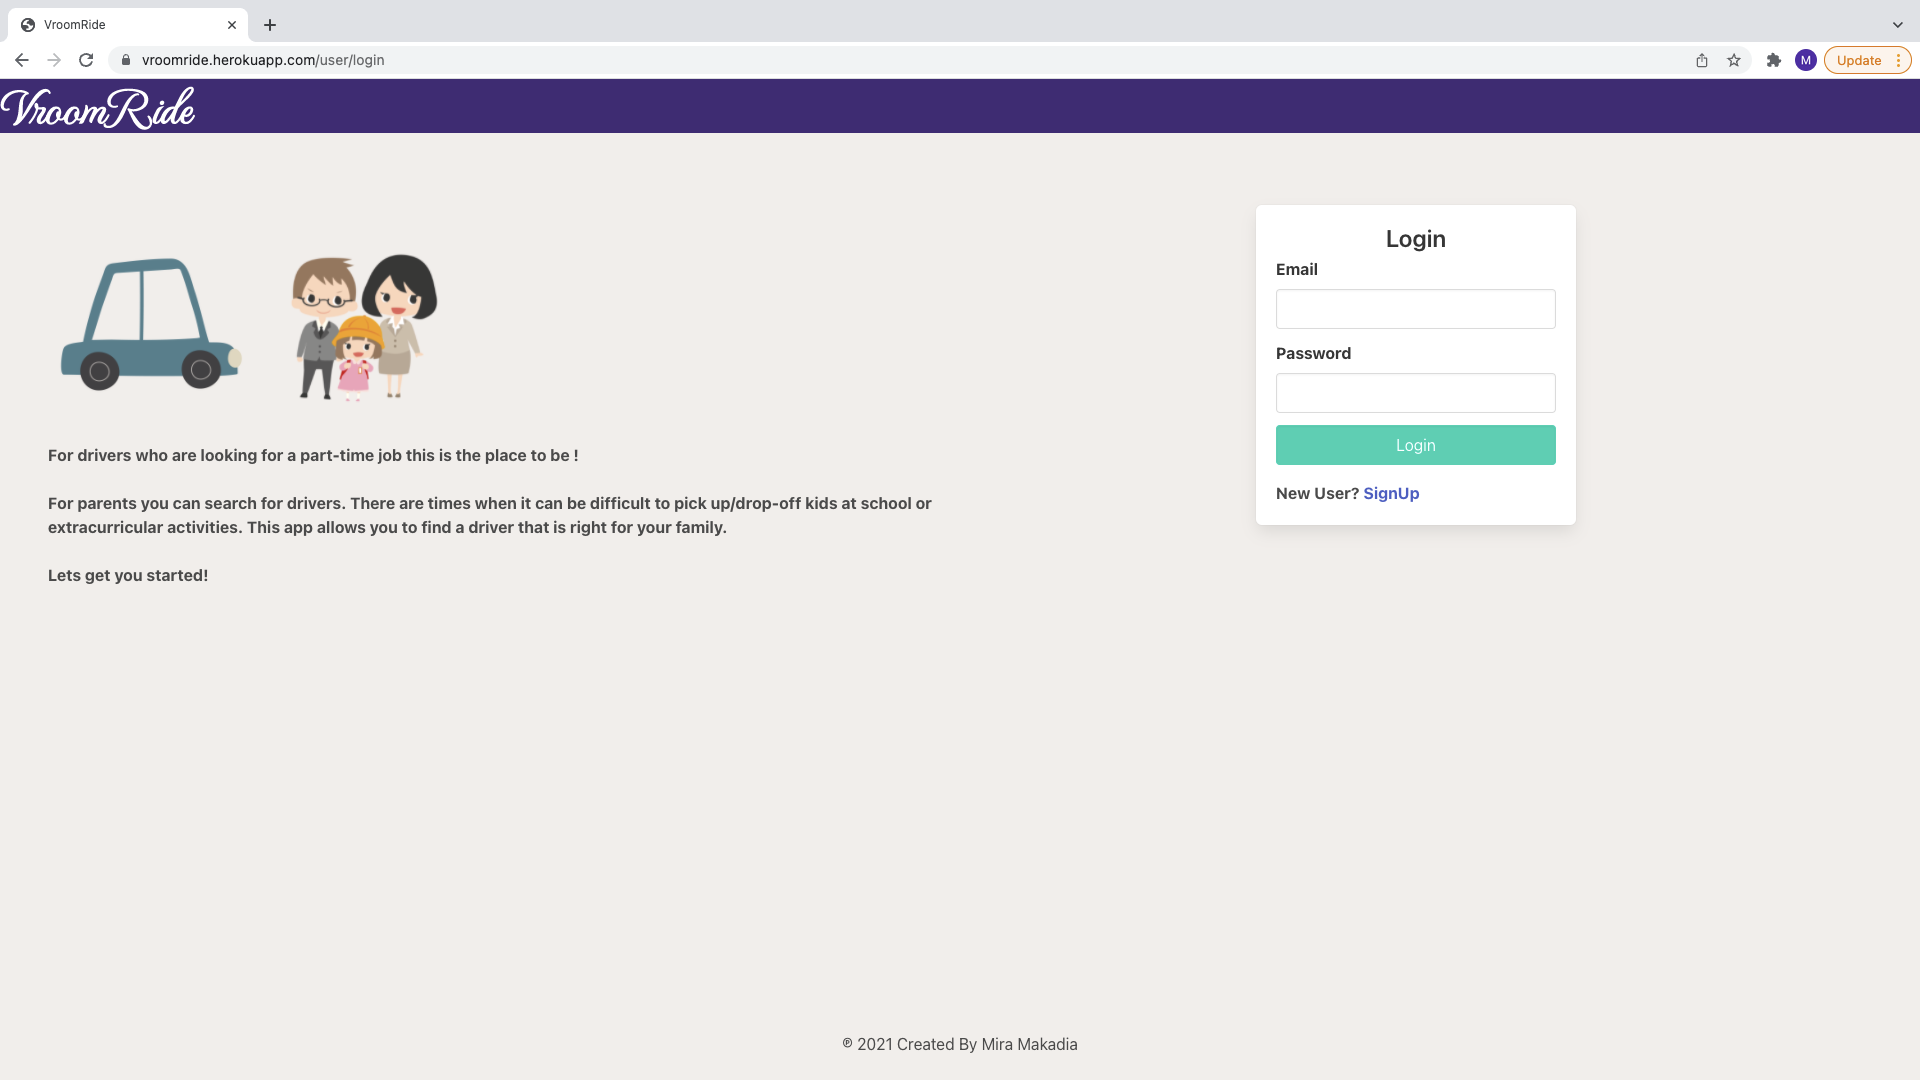 VroomRide
vroomride.herokuapp.com/user/login
M
Update
VroomRide
Login
Email
Password
Login
New User? SignUp
For drivers who are looking for a part-time job this is the place to be !
For parents you can search for drivers. There are times when it can be difficult to pick up/drop-off kids at school or
extracurricular activities. This app allows you to find a driver that is right for your family.
Lets get you started!
℗ 2021 Created By Mira Makadia